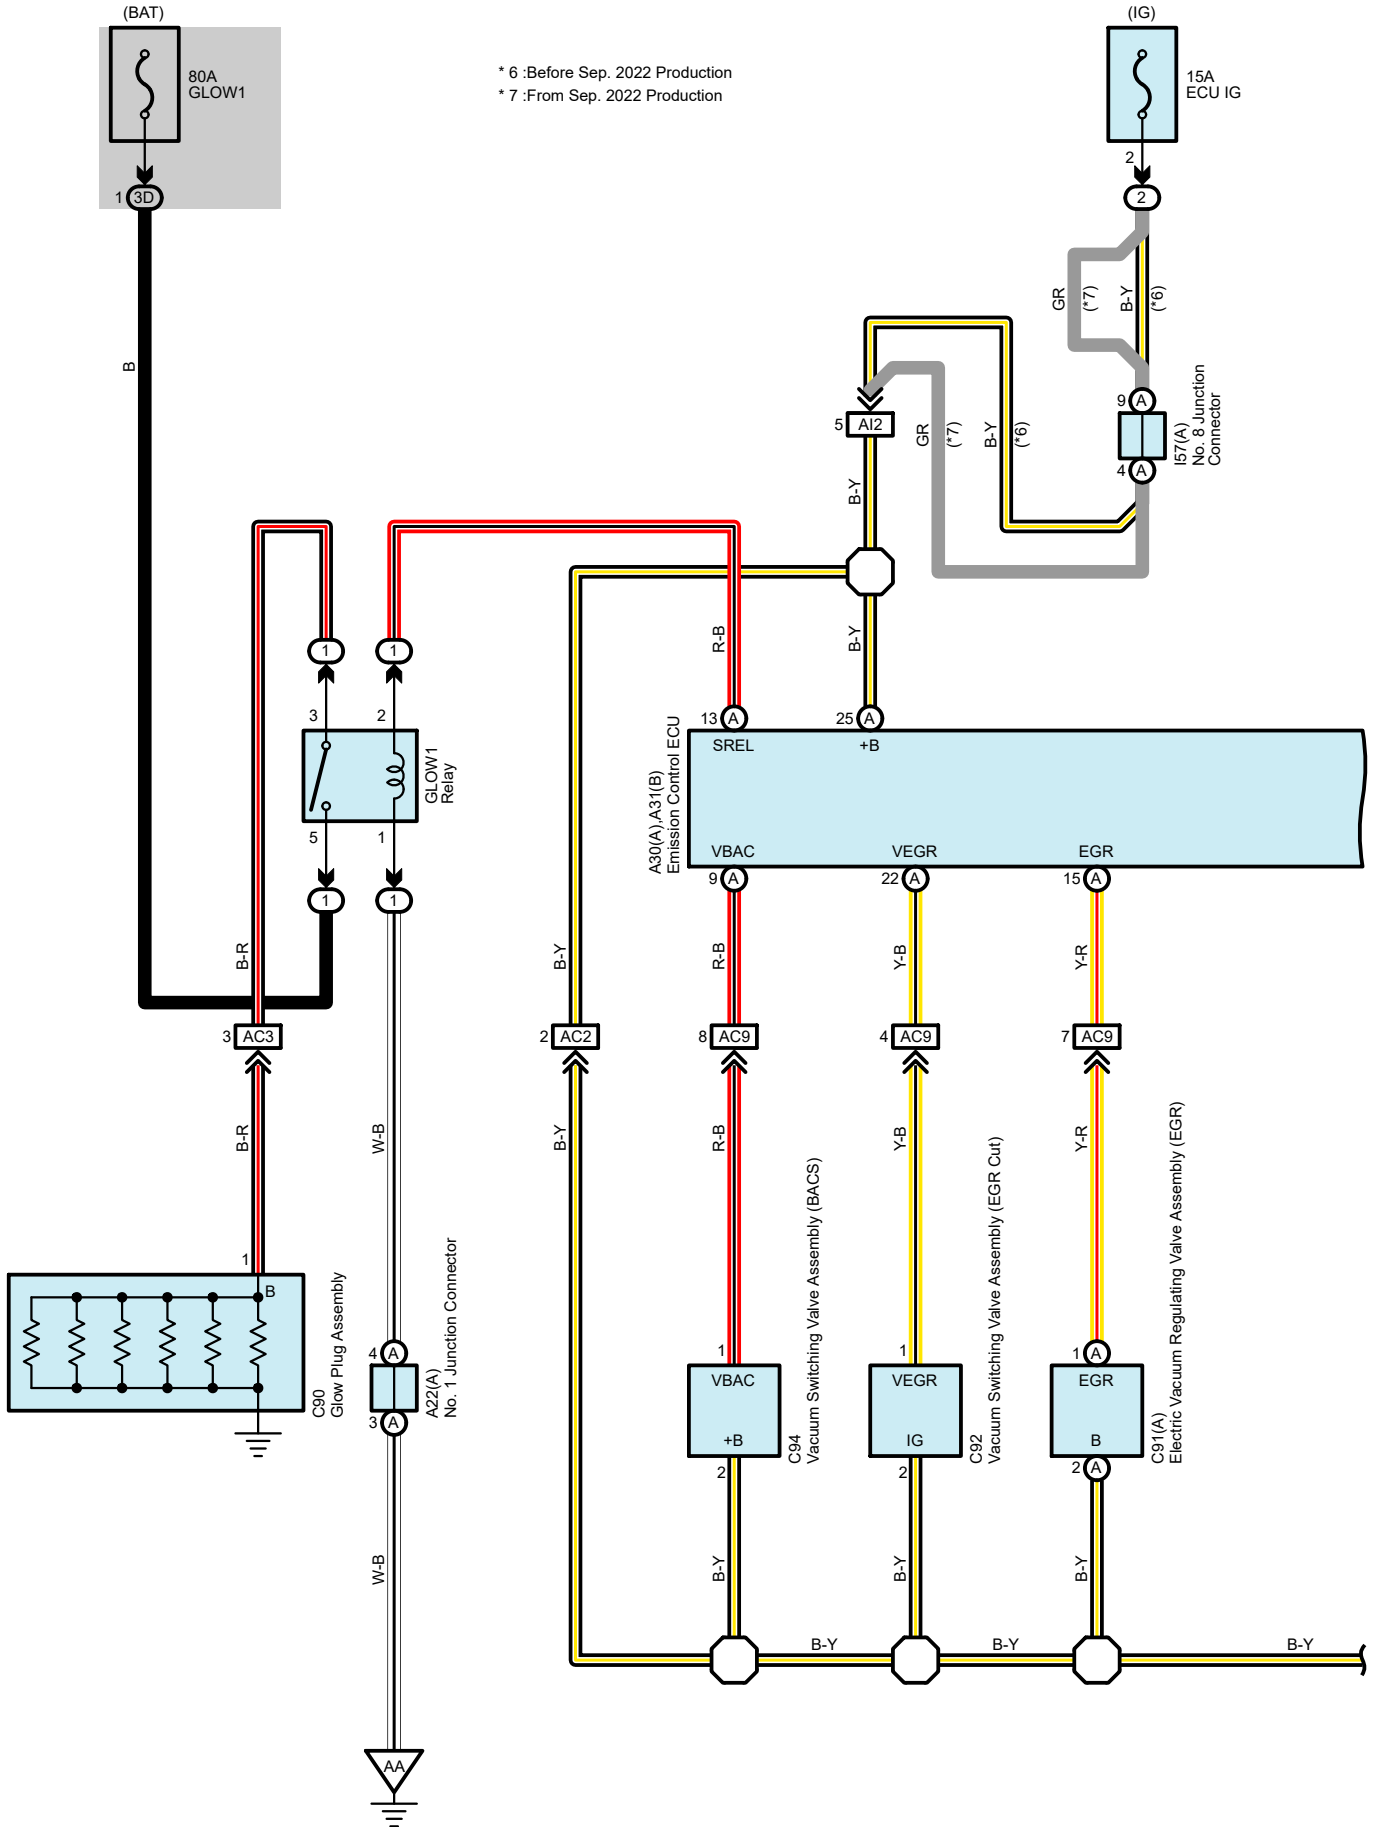 (BAT)
80A
GLOW1
1 3D
* 6 :Before Sep. 2022 Production
* 7 :From Sep. 2022 Production
(IG)
15A
ECU IG
2
2
GR
(*7)
B-Y
(*6)
B
9 A
I57(A)
No. 8 Junction
Connector
4 A
5 AI2
GR
(*7)
B-Y
(*6)
B-Y
R-B
B-Y
1
1
3
2
GLOW1
Relay
5
1
1
1
13 A
25 A
A30(A),A31(B)
Emission Control ECU
SREL
+B
VBAC
VEGR
EGR
9 A
22 A
15 A
B-R
B-Y
R-B
Y-B
Y-R
3 AC3
2 AC2
8 AC9
4 AC9
7 AC9
B-R
W-B
B-Y
R-B
Y-B
Y-R
1
B
C90
Glow Plug Assembly
4 A
A22(A)
No. 1 Junction Connector
3 A
1
VBAC
+B
2
C94
Vacuum Switching Valve Assembly (BACS)
1
VEGR
IG
2
C92
Vacuum Switching Valve Assembly (EGR Cut)
1 A
EGR
B
2 A
C91(A)
Electric Vacuum Regulating Valve Assembly (EGR)
W-B
B-Y
B-Y
B-Y
B-Y
B-Y
B-Y
AA